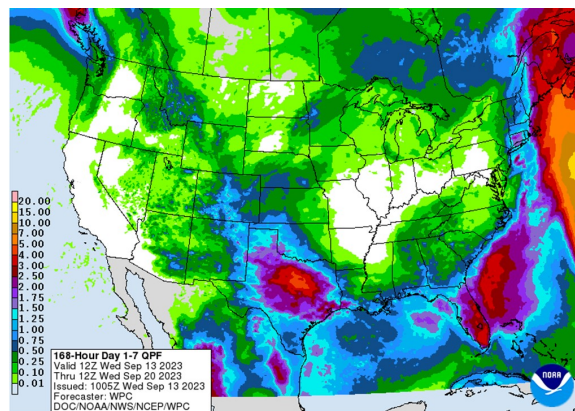 20.00
15.00
10.00
7.00
5.00
4.00
3.00
2.50
2.00
1.75
1.50
1.25
1.00
0.75
0.50
0.25
0.10
0.01
168-Hour Day 1-7 QPF
Valid 12Z Wed Sep 13 2023
Thru 12Z Wed Sep 20 2023
Issued: 1005Z Wed Sep 13 2023
Forecaster: WPC
DOC/NOAA/NWS/NCEP/WPC
NOAA